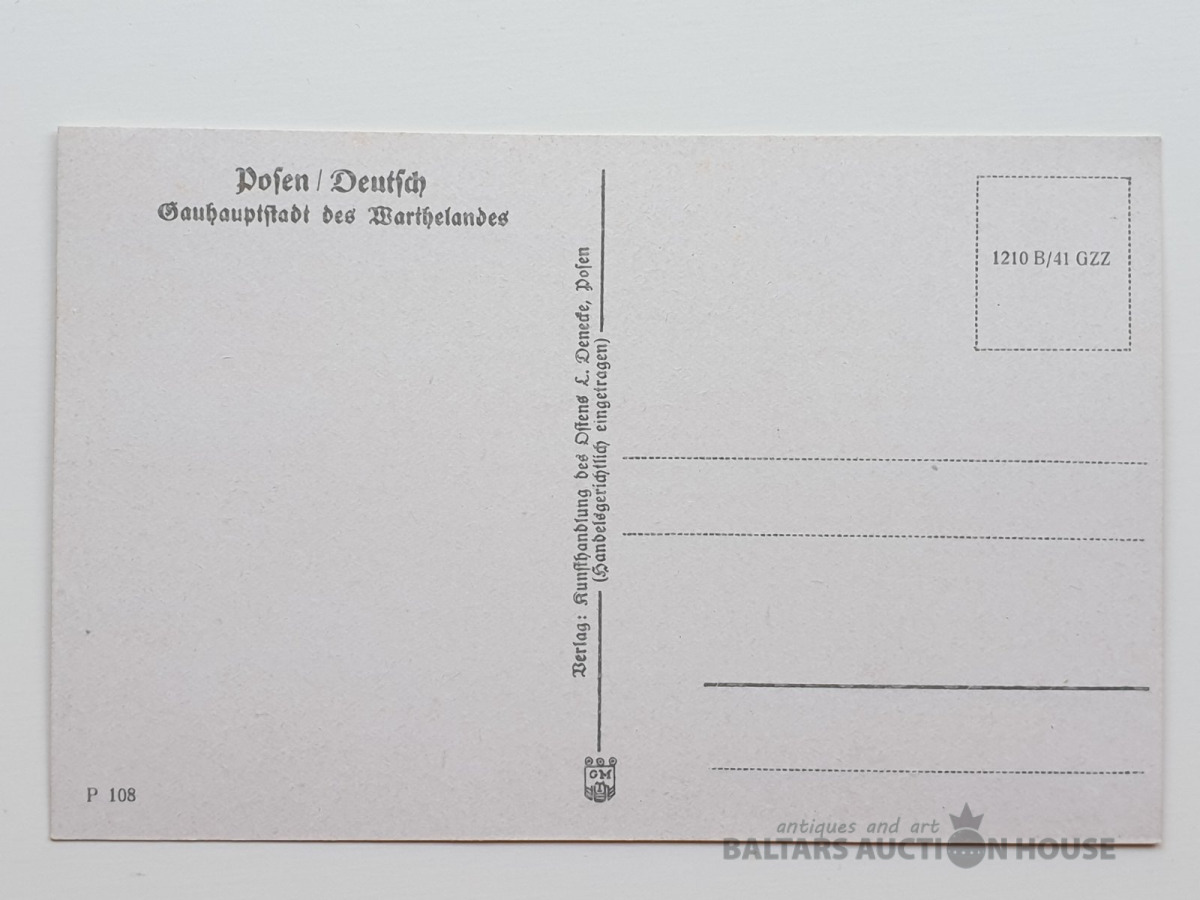 Posen / Deutsch
Gauhauptstadt des Warthelandes
Verlag: Kunsthandlung des Ostens L. Denecke, Posen
(Handelsgerichtlich eingetragen)
1210 B/41 GZZ
P 108
GM
antiques and art
BALTARS AUCTION HOUSE